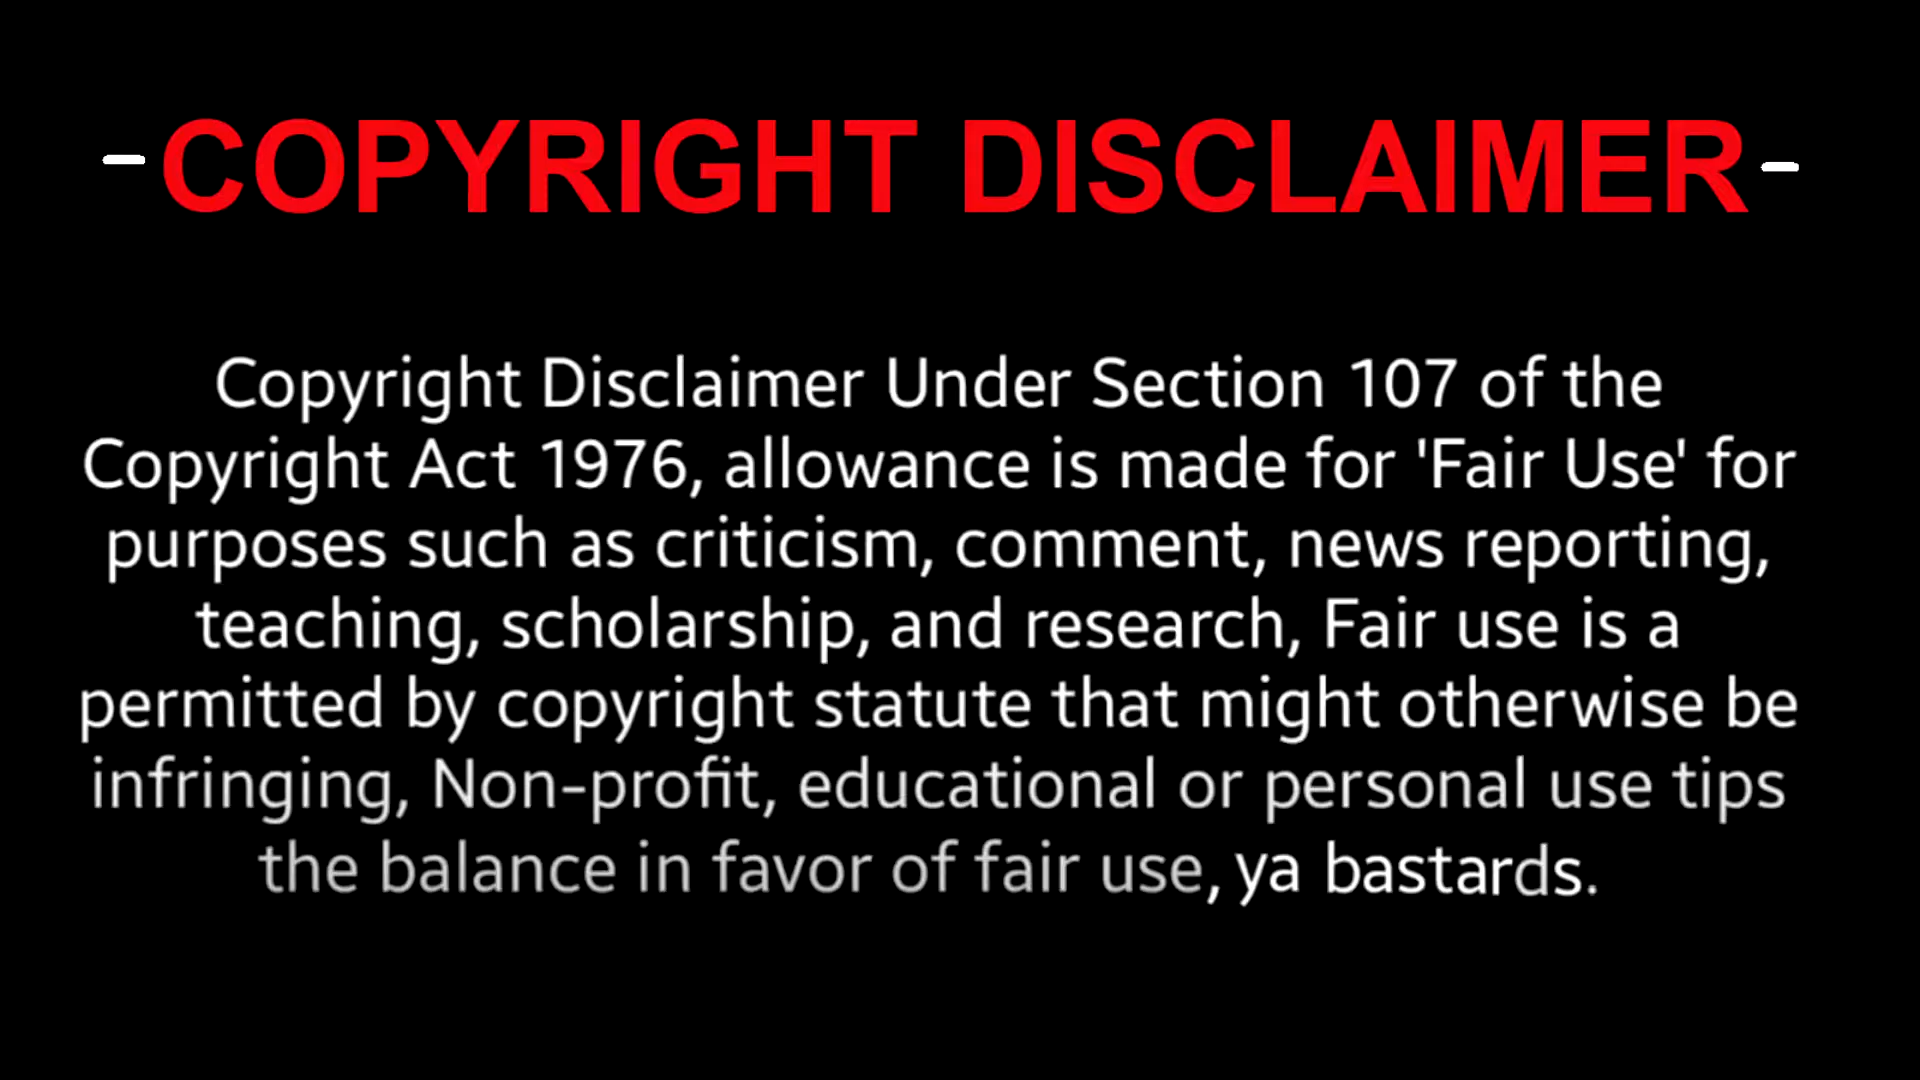 -COPYRIGHT DISCLAIMER-
Copyright Disclaimer Under Section 107 of the
Copyright Act 1976, allowance is made for 'Fair Use' for
purposes such as criticism, comment, news reporting,
teaching, scholarship, and research, Fair use is a
permitted by copyright statute that might otherwise be
infringing, Non-profit, educational or personal use tips
the balance in favor of fair use, ya bastards.